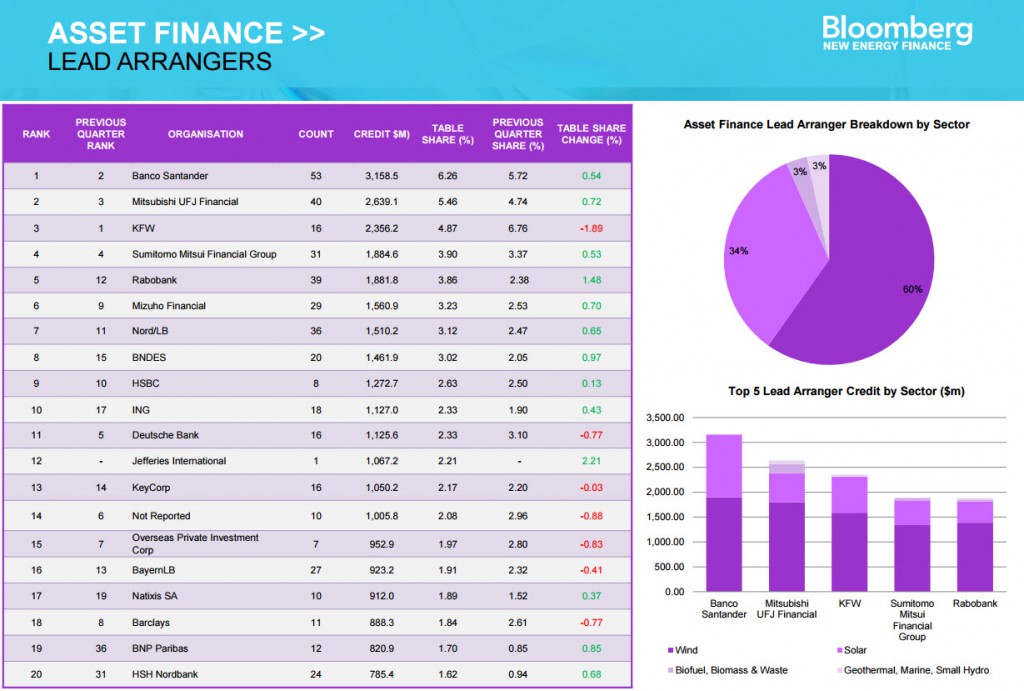 ASSET FINANCE >>
LEAD ARRANGERS
Bloomberg
NEW ENERGY FINANCE
RANK PREVIOUS QUARTER RANK ORGANISATION COUNT CREDIT $M) TABLE SHARE (%) PREVIOUS QUARTER SHARE (%) TABLE SHARE CHANGE (%)
1 2 Banco Santander 53 3,158.5 6.26 5.72 0.54
2 3 Mitsubishi UFJ Financial 40 2,639.1 5.46 4.74 0.72
3 1 KFW 16 2,356.2 4.87 6.76 -1.89
4 4 Sumitomo Mitsui Financial Group 31 1,884.6 3.90 3.37 0.53
5 12 Rabobank 39 1,881.8 3.86 2.38 1.48
6 9 Mizuho Financial 29 1,560.9 3.23 2.53 0.70
7 11 Nord/LB 36 1,510.2 3.12 2.47 0.65
8 15 BNDES 20 1,461.9 3.02 2.05 0.97
9 10 HSBC 8 1,272.7 2.63 2.50 0.13
10 17 ING 18 1,127.0 2.33 1.90 0.43
11 5 Deutsche Bank 16 1,125.6 2.33 3.10 -0.77
12 - Jefferies International 1 1,067.2 2.21 - 2.21
13 14 KeyCorp 16 1,050.2 2.17 2.20 -0.03
14 6 Not Reported 10 1,005.8 2.08 2.96 -0.88
15 7 Overseas Private Investment Corp 7 952.9 1.97 2.80 -0.83
16 13 BayernLB 27 923.2 1.91 2.32 -0.41
17 19 Natixis SA 10 912.0 1.89 1.52 0.37
18 8 Barclays 11 888.3 1.84 2.61 -0.77
19 36 BNP Paribas 12 820.9 1.70 0.85 0.85
20 31 HSH Nordbank 24 785.4 1.62 0.94 0.68
Asset Finance Lead Arranger Breakdown by Sector
3% 3%
34%
60%
Top 5 Lead Arranger Credit by Sector ($m)
3,500.00
3,000.00
2,500.00
2,000.00
1,500.00
1,000.00
500.00
0.00
Banco Santander
Mitsubishi UFJ Financial
KFW
Sumitomo Mitsui Financial Group
Rabobank
Wind
Solar
Biofuel, Biomass & Waste
Geothermal, Marine, Small Hydro